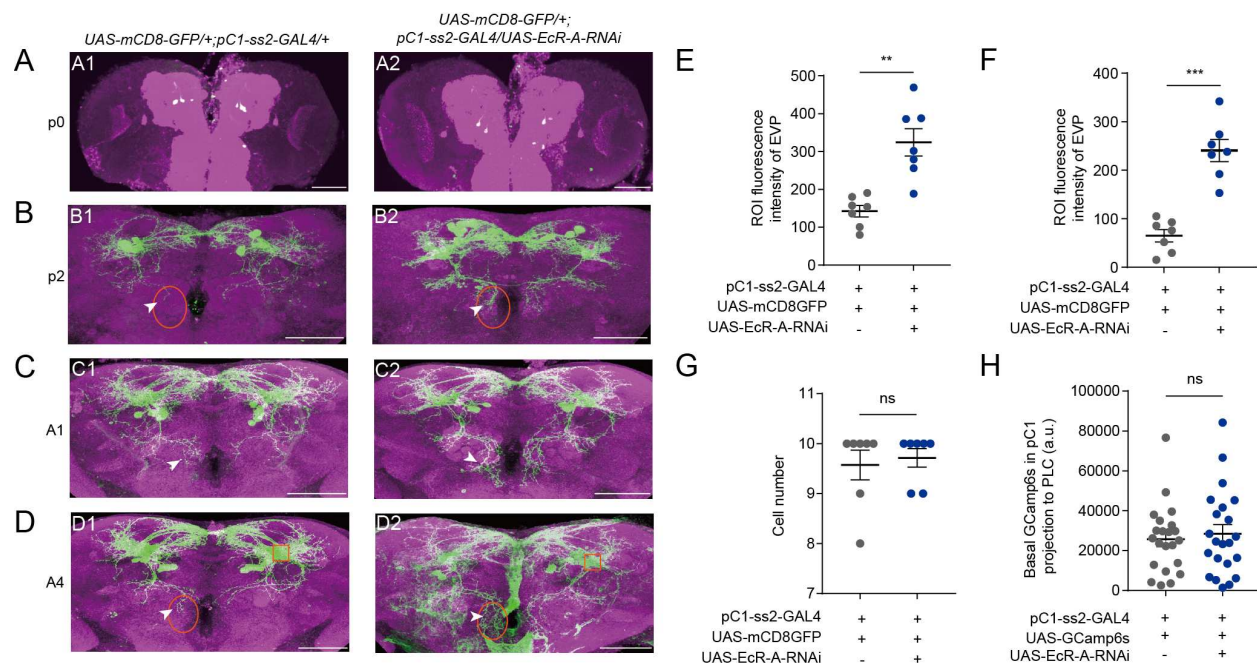 UAS-mCD8-GFP/+;pC1-ss2-GAL4/+
UAS-mCD8-GFP/+;
pC1-ss2-GAL4/UAS-EcR-A-RNAi
A
p0
A1
A2
B
p2
B1
B2
C
A1
C1
C2
D
A4
D1
D2
E
ROI fluorescence
intensity of EVP
500
400
300
200
100
0
**
pC1-ss2-GAL4 + +
UAS-mCD8GFP + +
UAS-EcR-A-RNAi - +
F
ROI fluorescence
intensity of EVP
400
300
200
100
0
***
pC1-ss2-GAL4 + +
UAS-mCD8GFP + +
UAS-EcR-A-RNAi - +
G
Cell number
11
10
9
8
7
ns
pC1-ss2-GAL4 + +
UAS-mCD8GFP + +
UAS-EcR-A-RNAi - +
H
Basal GCamp6s in pC1
projection to PLC (a.u.)
100000
80000
60000
40000
20000
0
ns
pC1-ss2-GAL4 + +
UAS-GCamp6s + +
UAS-EcR-A-RNAi - +